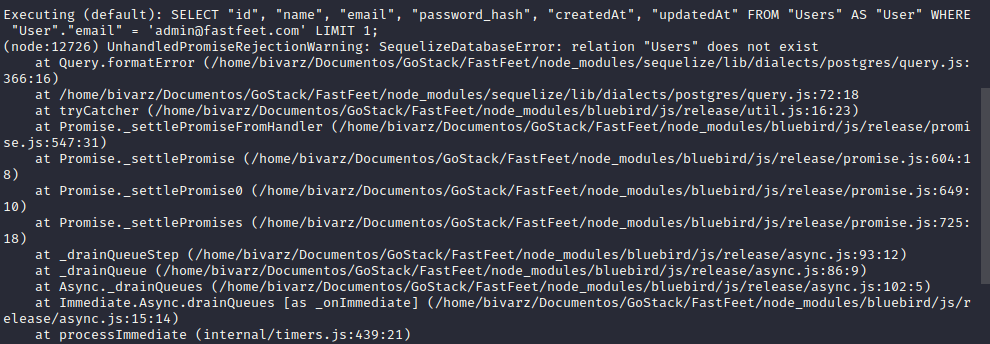 Executing (default): SELECT "id", "name", "email", "password_hash", "createdAt", "updatedAt" FROM "Users" AS "User" WHERE
 "User"."email" = 'admin@fastfeet.com' LIMIT 1;
(node:12726) UnhandledPromiseRejectionWarning: SequelizeDatabaseError: relation "Users" does not exist
    at Query.formatError (/home/bivarz/Documentos/GoStack/FastFeet/node_modules/sequelize/lib/dialects/postgres/query.js:
366:16)
    at /home/bivarz/Documentos/GoStack/FastFeet/node_modules/sequelize/lib/dialects/postgres/query.js:72:18
    at tryCatcher (/home/bivarz/Documentos/GoStack/FastFeet/node_modules/bluebird/js/release/util.js:16:23)
    at Promise._settlePromiseFromHandler (/home/bivarz/Documentos/GoStack/FastFeet/node_modules/bluebird/js/release/promi
se.js:547:31)
    at Promise._settlePromise (/home/bivarz/Documentos/GoStack/FastFeet/node_modules/bluebird/js/release/promise.js:604:1
8)
    at Promise._settlePromise0 (/home/bivarz/Documentos/GoStack/FastFeet/node_modules/bluebird/js/release/promise.js:649:
10)
    at Promise._settlePromises (/home/bivarz/Documentos/GoStack/FastFeet/node_modules/bluebird/js/release/promise.js:725:
18)
    at _drainQueueStep (/home/bivarz/Documentos/GoStack/FastFeet/node_modules/bluebird/js/release/async.js:93:12)
    at _drainQueue (/home/bivarz/Documentos/GoStack/FastFeet/node_modules/bluebird/js/release/async.js:86:9)
    at Async._drainQueues (/home/bivarz/Documentos/GoStack/FastFeet/node_modules/bluebird/js/release/async.js:102:5)
    at Immediate.Async.drainQueues [as _onImmediate] (/home/bivarz/Documentos/GoStack/FastFeet/node_modules/bluebird/js/r
elease/async.js:15:14)
    at processImmediate (internal/timers.js:439:21)